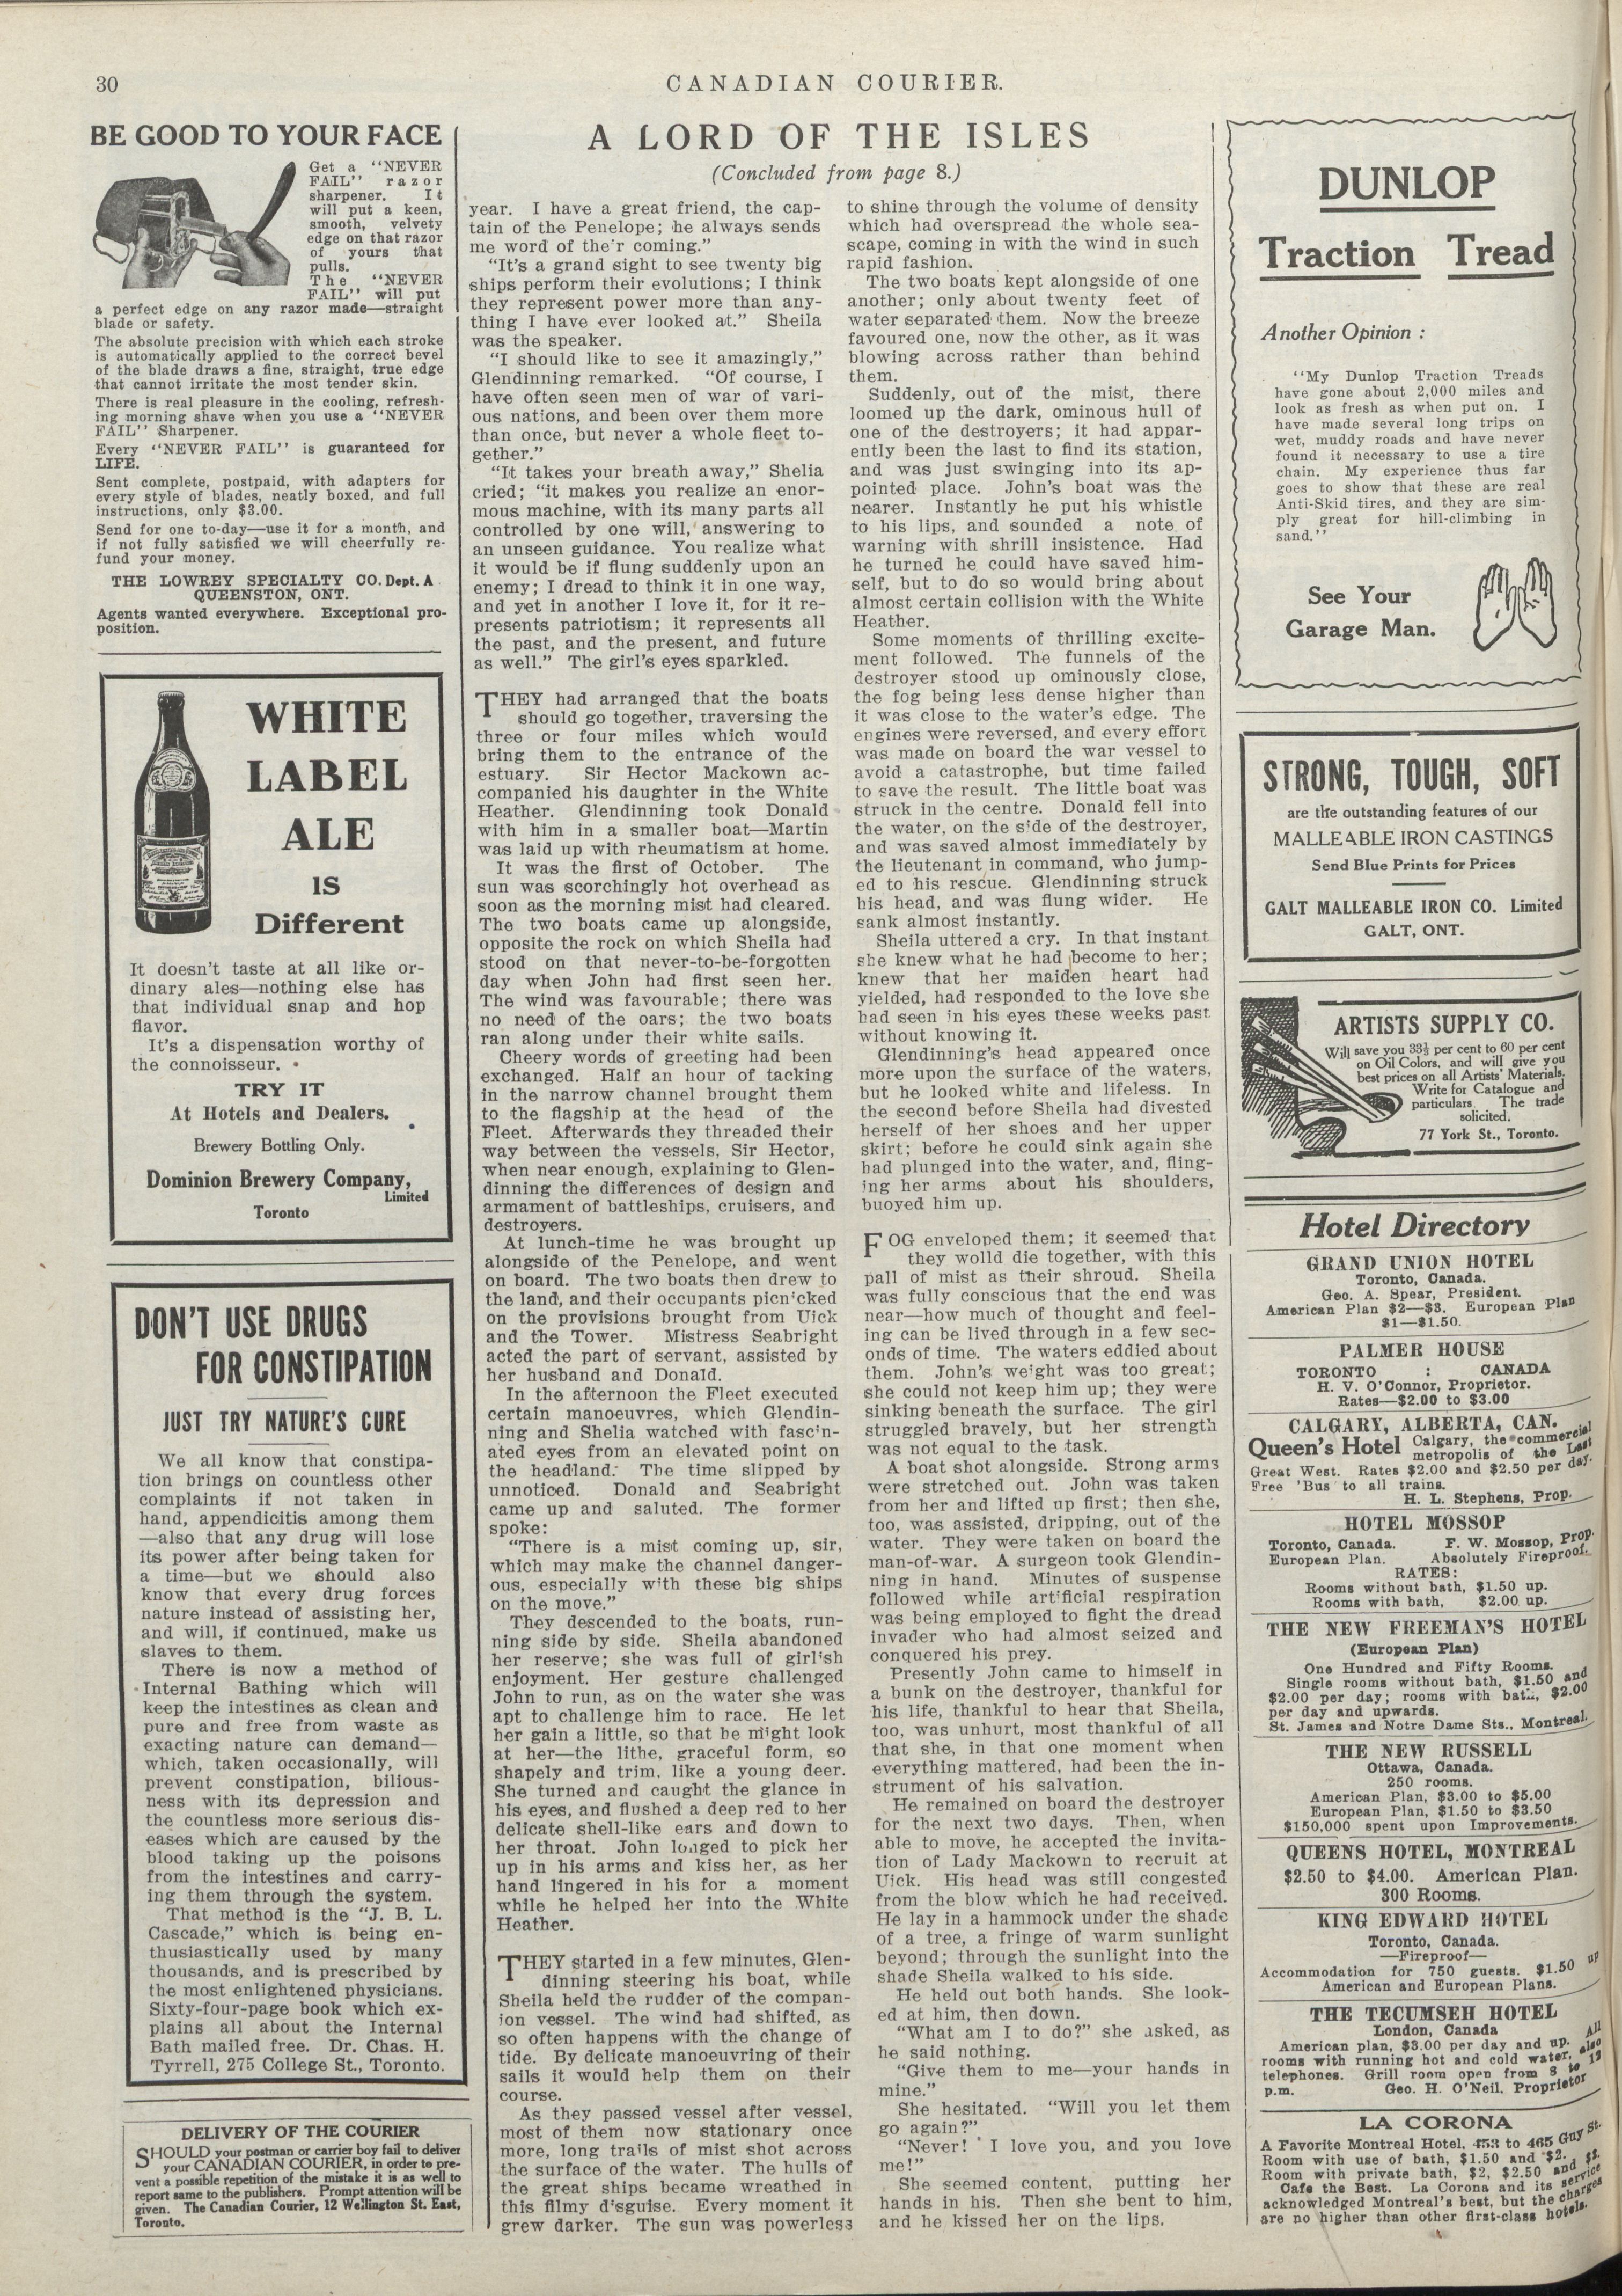 30
CANADIAN COURIER.
BE GOOD TO YOUR FACE
Get a "NEVER
FAIL" razor
sharpener. It
will put a keen,
smooth, velvety
edge on that razor
of yours that
pulls.
The "NEVER
FAIL" will put
a perfect edge on any razor made—straight
blade or safety.
The absolute precision with which each stroke
is automatically applied to the correct bevel
of the blade draws a fine, straight, true edge
that cannot irritate the most tender skin.
There is real pleasure in the cooling, refresh-
ing morning shave when you use a "NEVER
FAIL" Sharpener.
Every "NEVER FAIL" is guaranteed for
LIFE.
Sent complete, postpaid, with adapters for
every style of blades, neatly boxed, and full
instructions, only $3.00.
Send for one to-day—use it for a month, and
if not fully satisfied we will cheerfully re-
fund your money.
THE LOWREY SPECIALTY CO. Dept. A
QUEENSTON, ONT.
Agents wanted everywhere. Exceptional pro-
position.
WHITE
LABEL
ALE
IS
Different
It doesn't taste at all like or-
dinary ales—nothing else has
that individual snap and hop
flavor.
It's a dispensation worthy of
the connoisseur.
TRY IT
At Hotels and Dealers.
Brewery Bottling Only.
Dominion Brewery Company,
Limited
Toronto
DON'T USE DRUGS
FOR CONSTIPATION
JUST TRY NATURE'S CURE
We all know that constipa-
tion brings on countless other
complaints if not taken in
hand, appendicitis among them
—also that any drug will lose
its power after being taken for
a time—but we should also
know that every drug forces
nature instead of assisting her,
and will, if continued, make us
slaves to them.
There is now a method of
Internal Bathing which will
keep the intestines as clean and
pure and free from waste as
exacting nature can demand—
which, taken occasionally, will
prevent constipation, bilious-
ness with its depression and
the countless more serious dis-
eases which are caused by the
blood taking up the poisons
from the intestines and carry-
ing them through the system.
That method is the "J. B. L.
Cascade," which is being en-
thusiastically used by many
thousands, and is prescribed by
the most enlightened physicians.
Sixty-four-page book which ex-
plains all about the Internal
Bath mailed free. Dr. Chas. H.
Tyrrell, 275 College St., Toronto.
DELIVERY OF THE COURIER
SHOULD your postman or carrier boy fail to deliver
your CANADIAN COURIER, in order to pre-
vent a possible repetition of the mistake it is as well to
report same to the publishers. Prompt attention will be
given. The Canadian Courier, 12 Wellington St. East,
Toronto.
A LORD OF THE ISLES
(Concluded from page 8.)
year. I have a great friend, the cap-
tain of the Penelope; he always sends
me word of the'r coming."
"It's a grand sight to see twenty big
ships perform their evolutions; I think
they represent power more than any-
thing I have ever looked at." Sheila
was the speaker.
"I should like to see it amazingly,"
Glendinning remarked. "Of course, I
have often seen men of war of vari-
ous nations, and been over them more
than once, but never a whole fleet to-
gether."
"It takes your breath away," Shelia
cried; "it makes you realize an enor-
mous machine, with its many parts all
controlled by one will, answering to
an unseen guidance. You realize what
it would be if flung suddenly upon an
enemy; I dread to think it in one way,
and yet in another I love it, for it re-
presents patriotism; it represents all
the past, and the present, and future
as well." The girl's eyes sparkled.
THEY had arranged that the boats
should go together, traversing the
three or four miles which would
bring them to the entrance of the
estuary. Sir Hector Mackown ac-
companied his daughter in the White
Heather. Glendinning took Donald
with him in a smaller boat—Martin
was laid up with rheumatism at home.
It was the first of October. The
sun was scorchingly hot overhead as
soon as the morning mist had cleared.
The two boats came up alongside,
opposite the rock on which Sheila had
stood on that never-to-be-forgotten
day when John had first seen her.
The wind was favourable; there was
no need of the oars; the two boats
ran along under their white sails.
Cheery words of greeting had been
exchanged. Half an hour of tacking
in the narrow channel brought them
to the flagship at the head of the
Fleet. Afterwards they threaded their
way between the vessels, Sir Hector,
when near enough, explaining to Glen-
dinning the differences of design and
armament of battleships, cruisers, and
destroyers.
At lunch-time he was brought up
alongside of the Penelope, and went
on board. The two boats then drew to
the land, and their occupants picn'cked
on the provisions brought from Uick
and the Tower. Mistress Seabright
acted the part of servant, assisted by
her husband and Donald.
In the afternoon the Fleet executed
certain manoeuvres, which Glendin-
ning and Shelia watched with fasc'n-
ated eyes from an elevated point on
the headland. The time slipped by
unnoticed. Donald and Seabright
came up and saluted. The former
spoke:
"There is a mist coming up, sir,
which may make the channel danger-
ous, especially with these big ships
on the move."
They descended to the boats, run-
ning side by side. Sheila abandoned
her reserve; she was full of girl'sh
enjoyment. Her gesture challenged
John to run, as on the water she was
apt to challenge him to race. He let
her gain a little, so that he might look
at her—the lithe, graceful form, so
shapely and trim, like a young deer.
She turned and caught the glance in
his eyes, and flushed a deep red to her
delicate shell-like ears and down to
her throat. John longed to pick her
up in his arms and kiss her, as her
hand lingered in his for a moment
while he helped her into the White
Heather.
THEY started in a few minutes, Glen-
dinning steering his boat, while
Sheila held the rudder of the compan-
ion vessel. The wind had shifted, as
so often happens with the change of
tide. By delicate manoeuvring of their
sails it would help them on their
course.
As they passed vessel after vessel,
most of them now stationary once
more, long trails of mist shot across
the surface of the water. The hulls of
the great ships became wreathed in
this filmy d'sguise. Every moment it
grew darker. The sun was powerless
to shine through the volume of density
which had overspread the whole sea-
scape, coming in with the wind in such
rapid fashion.
The two boats kept alongside of one
another; only about twenty feet of
water separated them. Now the breeze
favoured one, now the other, as it was
blowing across rather than behind
them.
Suddenly, out of the mist, there
loomed up the dark, ominous hull of
one of the destroyers; it had appar-
ently been the last to find its station,
and was just swinging into its ap-
pointed place. John's boat was the
nearer. Instantly he put his whistle
to his lips, and sounded a note of
warning with shrill insistence. Had
he turned he could have saved him-
self, but to do so would bring about
almost certain collision with the White
Heather.
Some moments of thrilling excite-
ment followed. The funnels of the
destroyer stood up ominously close,
the fog being less dense higher than
it was close to the water's edge. The
engines were reversed, and every effort
was made on board the war vessel to
avoid a catastrophe, but time failed
to save the result. The little boat was
struck in the centre. Donald fell into
the water, on the s'de of the destroyer,
and was saved almost immediately by
the lieutenant in command, who jump-
ed to his rescue. Glendinning struck
his head, and was flung wider. He
sank almost instantly.
Sheila uttered a cry. In that instant
she knew what he had become to her;
knew that her maiden heart had
yielded, had responded to the love she
had seen in his eyes these weeks past
without knowing it.
Glendinning's head appeared once
more upon the surface of the waters,
but he looked white and lifeless. In
the second before Sheila had divested
herself of her shoes and her upper
skirt; before he could sink again she
had plunged into the water, and, fling-
ing her arms about his shoulders,
buoyed him up.
FOG enveloped them; it seemed that
they wolld die together, with this
pall of mist as their shroud. Sheila
was fully conscious that the end was
near—how much of thought and feel-
ing can be lived through in a few sec-
onds of time. The waters eddied about
them. John's we'ght was too great;
she could not keep him up; they were
sinking beneath the surface. The girl
struggled bravely, but her strength
was not equal to the task.
A boat shot alongside. Strong arms
were stretched out. John was taken
from her and lifted up first; then she,
too, was assisted, dripping, out of the
water. They were taken on board the
man-of-war. A surgeon took Glendin-
ning in hand. Minutes of suspense
followed while art'ficial respiration
was being employed to fight the dread
invader who had almost seized and
conquered his prey.
Presently John came to himself in
a bunk on the destroyer, thankful for
his life, thankful to hear that Sheila,
too, was unhurt, most thankful of all
that she, in that one moment when
everything mattered, had been the in-
strument of his salvation.
He remained on board the destroyer
for the next two days. Then, when
able to move, he accepted the invita-
tion of Lady Mackown to recruit at
Uick. His head was still congested
from the blow which he had received.
He lay in a hammock under the shade
of a tree, a fringe of warm sunlight
beyond; through the sunlight into the
shade Sheila walked to his side.
He held out both hands. She look-
ed at him, then down.
"What am I to do?" she asked, as
he said nothing.
"Give them to me—your hands in
mine."
She hesitated. "Will you let them
go again?"
"Never! I love you, and you love
me!"
She seemed content, putting her
hands in his. Then she bent to him,
and he kissed her on the lips.
DUNLOP
Traction Tread
Another Opinion :
"My Dunlop Traction Treads
have gone about 2,000 miles and
look as fresh as when put on. I
have made several long trips on
wet, muddy roads and have never
found it necessary to use a tire
chain. My experience thus far
goes to show that these are real
Anti-Skid tires, and they are sim-
ply great for hill-climbing in
sand."
See Your
Garage Man.
STRONG, TOUGH, SOFT
are the outstanding features of our
MALLEABLE IRON CASTINGS
Send Blue Prints for Prices
GALT MALLEABLE IRON CO. Limited
GALT, ONT.
ARTISTS SUPPLY CO.
Will save you 33⅓ per cent to 60 per cent
on Oil Colors, and will give you
best prices on all Artists' Materials.
Write for Catalogue and
particulars. The trade
solicited.
77 York St., Toronto.
Hotel Directory
GRAND UNION HOTEL
Toronto, Canada.
Geo. A. Spear, President.
American Plan $2—$3. European Plan
$1—$1.50.
PALMER HOUSE
TORONTO : CANADA
H. V. O'Connor, Proprietor.
Rates—$2.00 to $3.00
CALGARY, ALBERTA, CAN.
Queen's Hotel Calgary, the commercial
metropolis of the Last
Great West. Rates $2.00 and $2.50 per day.
Free 'Bus to all trains.
H. L. Stephens, Prop.
HOTEL MOSSOP
Toronto, Canada. F. W. Mossop, Prop.
European Plan. Absolutely Fireproof.
RATES:
Rooms without bath, $1.50 up.
Rooms with bath, $2.00 up.
THE NEW FREEMAN'S HOTEL
(European Plan)
One Hundred and Fifty Rooms.
Single rooms without bath, $1.50 and
$2.00 per day; rooms with bath, $2.00
per day and upwards.
St. James and Notre Dame Sts., Montreal.
THE NEW RUSSELL
Ottawa, Canada.
250 rooms.
American Plan, $3.00 to $5.00
European Plan, $1.50 to $3.50
$150,000 spent upon Improvements.
QUEENS HOTEL, MONTREAL
$2.50 to $4.00. American Plan.
300 Rooms.
KING EDWARD HOTEL
Toronto, Canada.
—Fireproof—
Accommodation for 750 guests. $1.50 up
American and European Plans.
THE TECUMSEH HOTEL
London, Canada
American plan, $3.00 per day and up. All
rooms with running hot and cold water, also
telephones. Grill room open from 8 to 12
p.m. Geo. H. O'Neil, Proprietor
LA CORONA
A Favorite Montreal Hotel, 453 to 465 Guy St.
Room with use of bath, $1.50 and $2.
Room with private bath, $2, $2.50 and $3.
Cafe the Best. La Corona and its service
acknowledged Montreal's best, but the charges
are no higher than other first-class hotels.